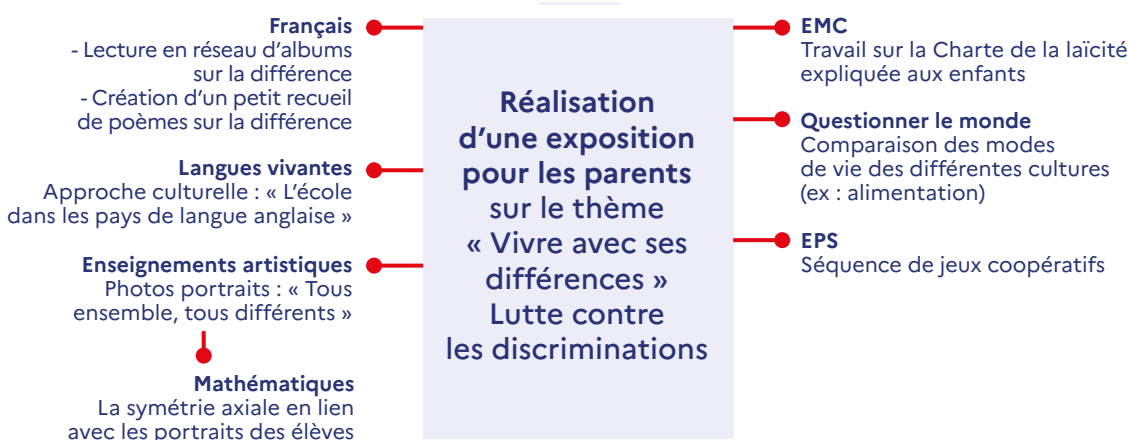 Français
- Lecture en réseau d’albums
sur la différence
- Création d’un petit recueil
de poèmes sur la différence
Langues vivantes
Approche culturelle : « L’école
dans les pays de langue anglaise »
Enseignements artistiques
Photos portraits : « Tous
ensemble, tous différents »
Mathématiques
La symétrie axiale en lien
avec les portraits des élèves
Réalisation
d’une exposition
pour les parents
sur le thème
« Vivre avec ses
différences »
Lutte contre
les discriminations
EMC
Travail sur la Charte de la laïcité
expliquée aux enfants
Questionner le monde
Comparaison des modes
de vie des différentes cultures
(ex : alimentation)
EPS
Séquence de jeux coopératifs